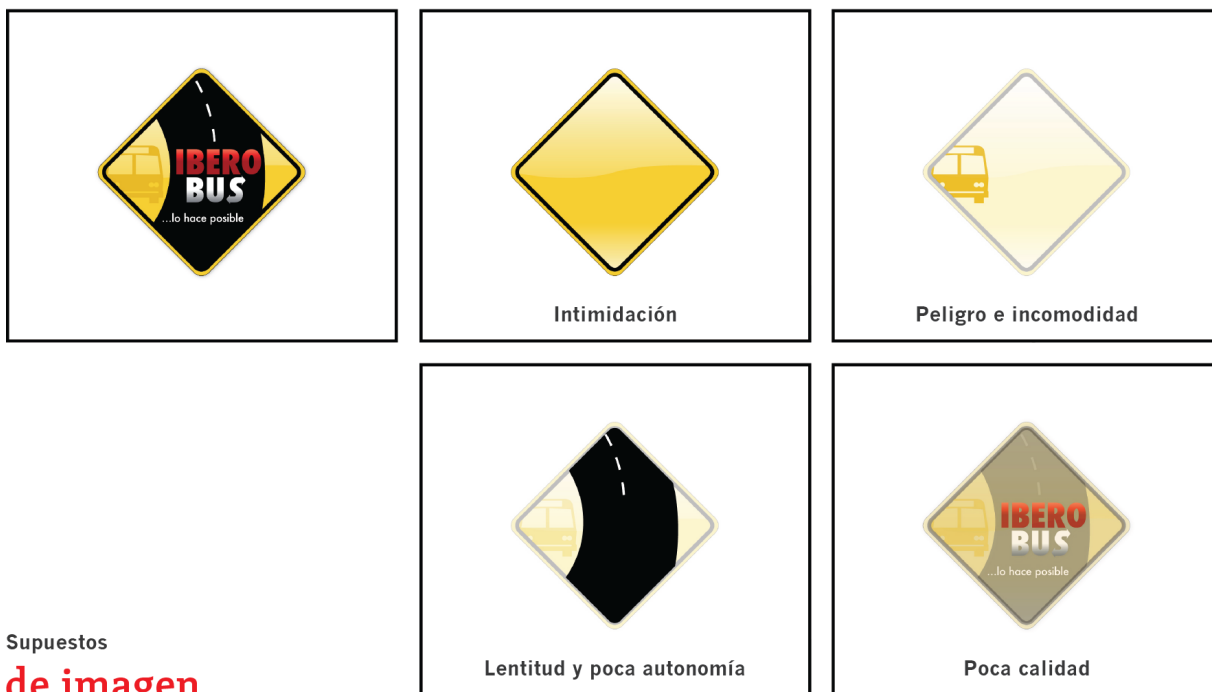 IBERO
BUS
...lo hace posible
Intimidación
Peligro e incomodidad
IBERO
BUS
...lo hace posible
Lentitud y poca autonomía
Poca calidad
Supuestos
de imagen